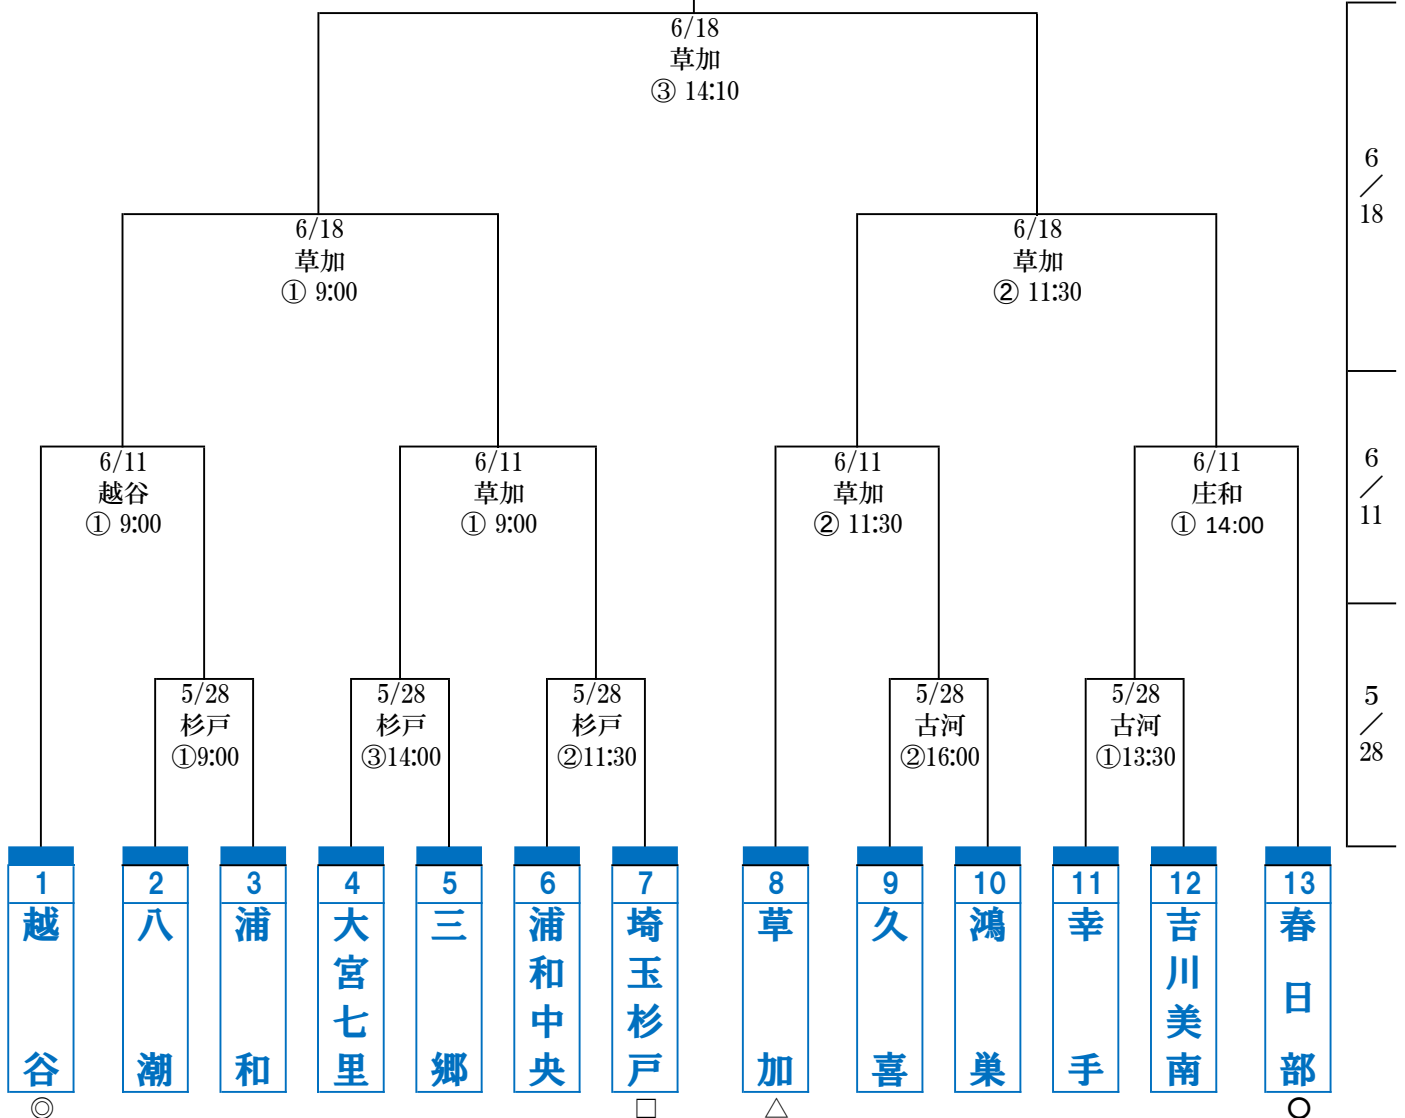 6/18
草加
③ 14:10
6/18
草加
① 9:00
6/18
草加
② 11:30
6/18
6/11
越谷
① 9:00
6/11
草加
① 9:00
6/11
草加
② 11:30
6/11
庄和
① 14:00
6/11
5/28
杉戸
①9:00
5/28
杉戸
③14:00
5/28
杉戸
②11:30
5/28
古河
②16:00
5/28
古河
①13:30
5/28
1
越谷
◎
2
八潮
3
浦和
4
大宮七里
5
三郷
6
浦和中央
7
埼玉杉戸
□
8
草加
△
9
久喜
10
鴻巣
11
幸手
12
吉川美南
13
春日部
○